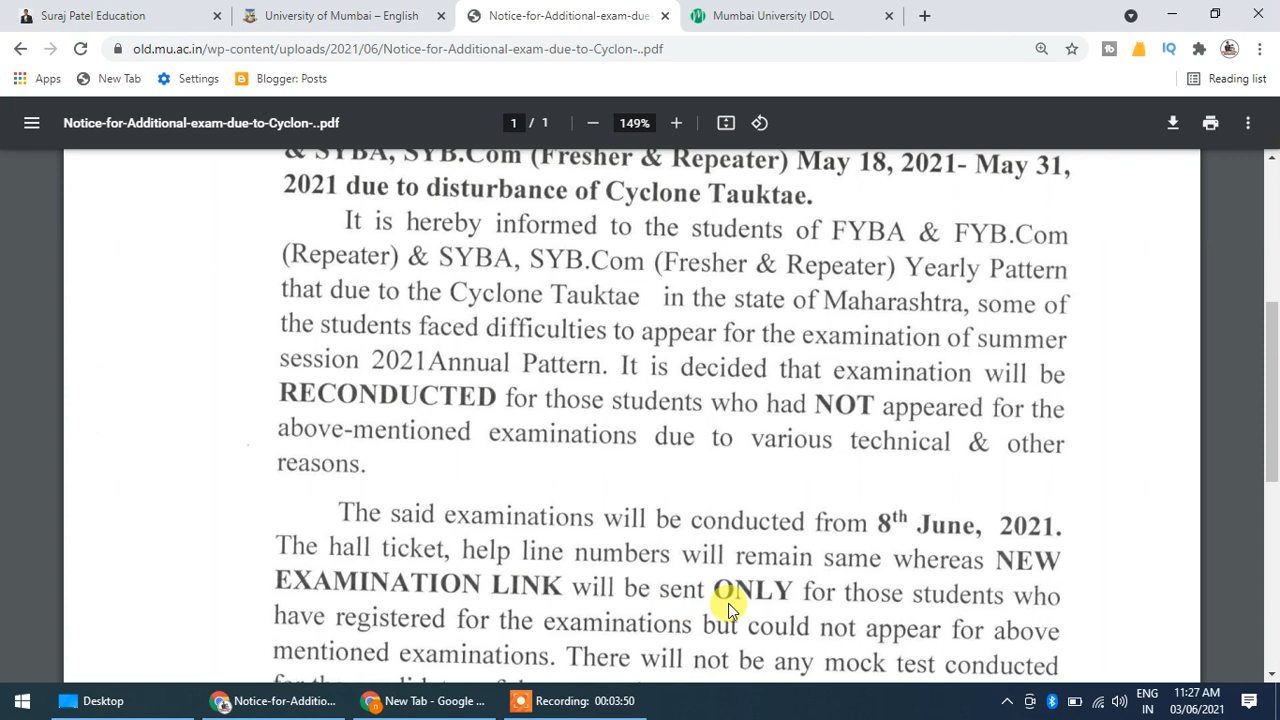 Suraj Patel Education
University of Mumbai – English
Notice-for-Additional-exam-due
Mumbai University IDOL
old.mu.ac.in/wp-content/uploads/2021/06/Notice-for-Additional-exam-due-to-Cyclon-..pdf
IQ
Apps
New Tab
Settings
Blogger: Posts
Reading list
Notice-for-Additional-exam-due-to-Cyclon-..pdf
1 / 1
149%
& SYBA, SYB.Com (Fresher & Repeater) May 18, 2021- May 31,
2021 due to disturbance of Cyclone Tauktae.
It is hereby informed to the students of FYBA & FYB.Com
(Repeater) & SYBA, SYB.Com (Fresher & Repeater) Yearly Pattern
that due to the Cyclone Tauktae in the state of Maharashtra, some of
the students faced difficulties to appear for the examination of summer
session 2021Annual Pattern. It is decided that examination will be
RECONDUCTED for those students who had NOT appeared for the
above-mentioned examinations due to various technical & other
reasons.
The said examinations will be conducted from 8th June, 2021.
The hall ticket, help line numbers will remain same whereas NEW
EXAMINATION LINK will be sent ONLY for those students who
have registered for the examinations but could not appear for above
mentioned examinations. There will not be any mock test conducted
Desktop
Notice-for-Additio...
New Tab - Google ...
Recording: 00:03:50
ENG
IN
11:27 AM
03/06/2021